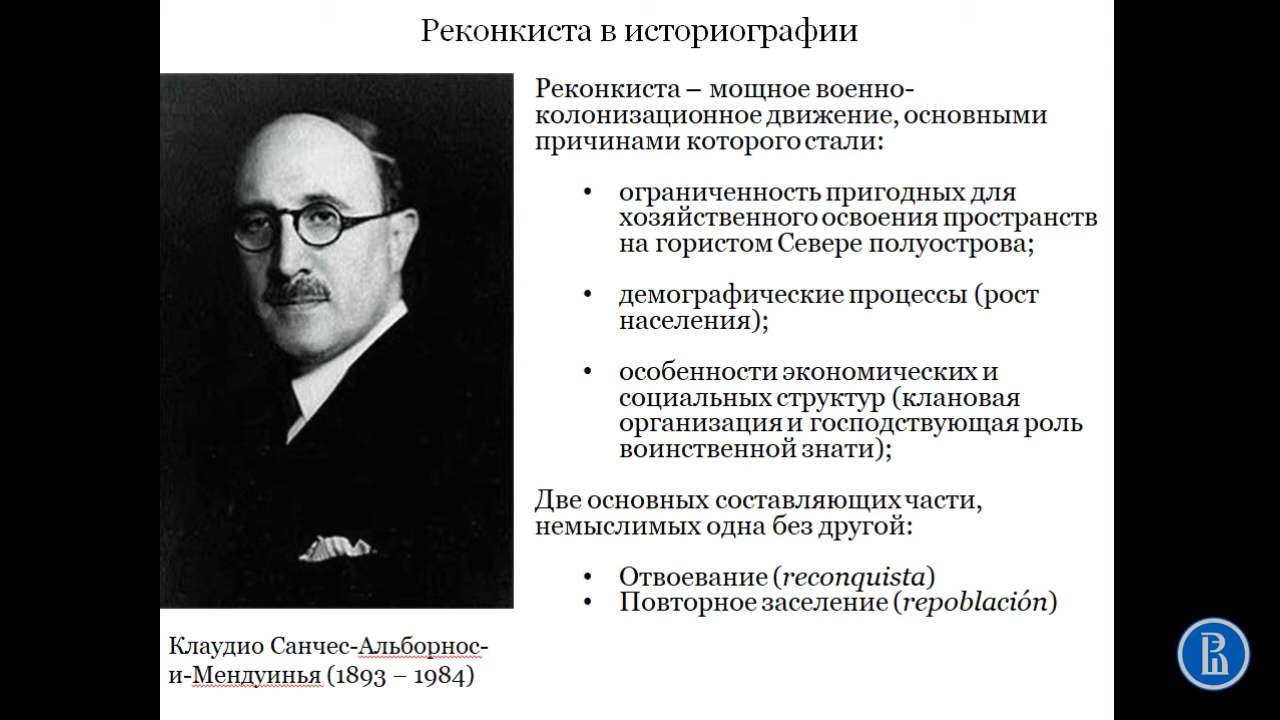 Реконкиста в историографии
Реконкиста – мощное военно-
колонизационное движение, основными
причинами которого стали:
• ограниченность пригодных для
хозяйственного освоения пространств
на гористом Севере полуострова;
• демографические процессы (рост
населения);
• особенности экономических и
социальных структур (клановая
организация и господствующая роль
воинственной знати);
Две основных составляющих части,
немыслимых одна без другой:
• Отвоевание (reconquista)
• Повторное заселение (repoblación)
Клаудио Санчес-Альборнос-
и-Мендуинья (1893 – 1984)